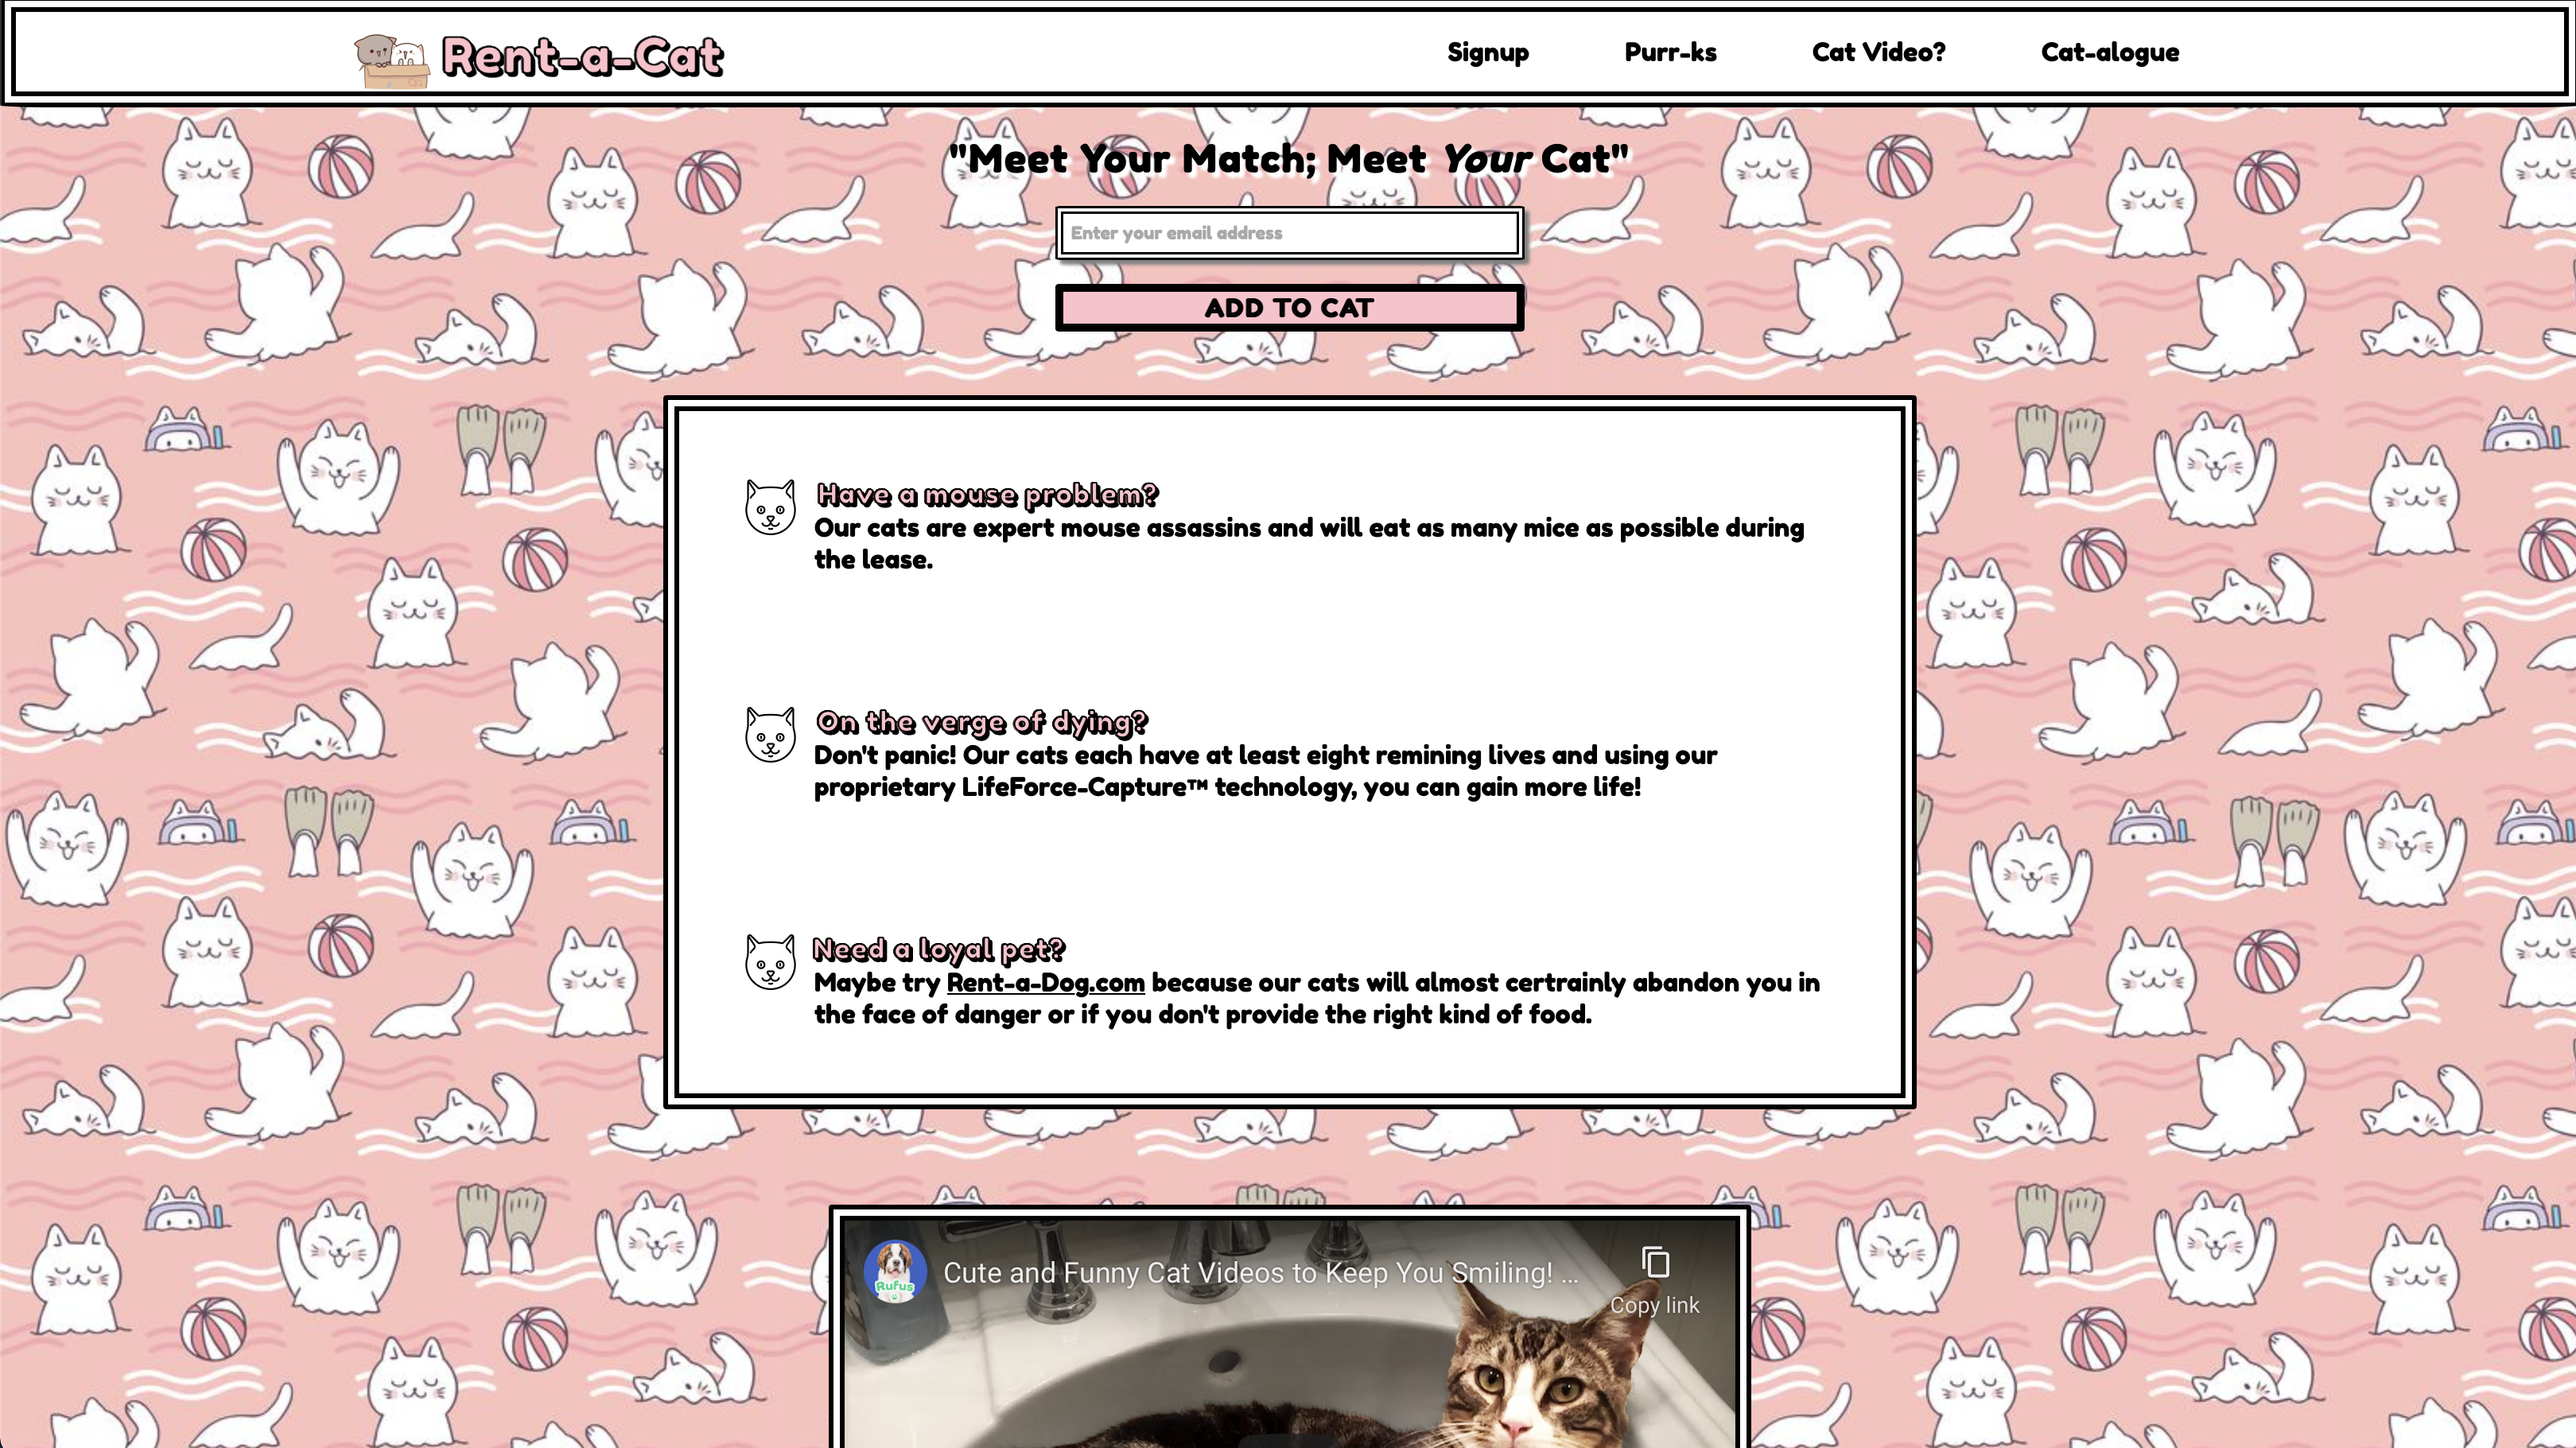 Rent-a-Cat
Signup
Purr-ks
Cat Video?
Cat-alogue
"Meet Your Match; Meet Your Cat"
Enter your email address
ADD TO CAT
Have a mouse problem?
Our cats are expert mouse assassins and will eat as many mice as possible during
the lease.
On the verge of dying?
Don't panic! Our cats each have at least eight remining lives and using our
proprietary LifeForce-Capture™ technology, you can gain more life!
Need a loyal pet?
Maybe try Rent-a-Dog.com because our cats will almost certrainly abandon you in
the face of danger or if you don't provide the right kind of food.
Rufus
Cute and Funny Cat Videos to Keep You Smiling! ...
Copy link